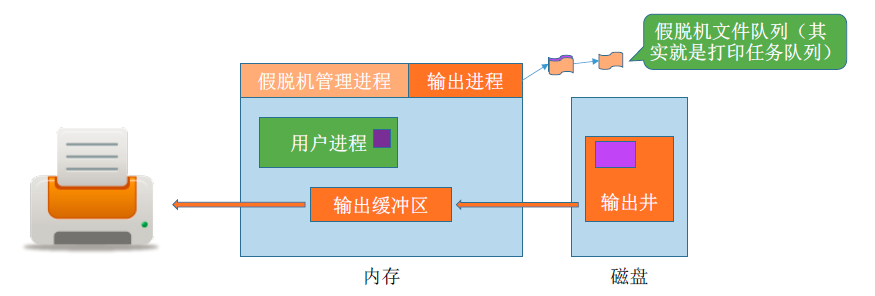 假脱机文件队列（其
实就是打印任务队列）
假脱机管理进程
输出进程
用户进程
输出缓冲区
输出井
内存
磁盘